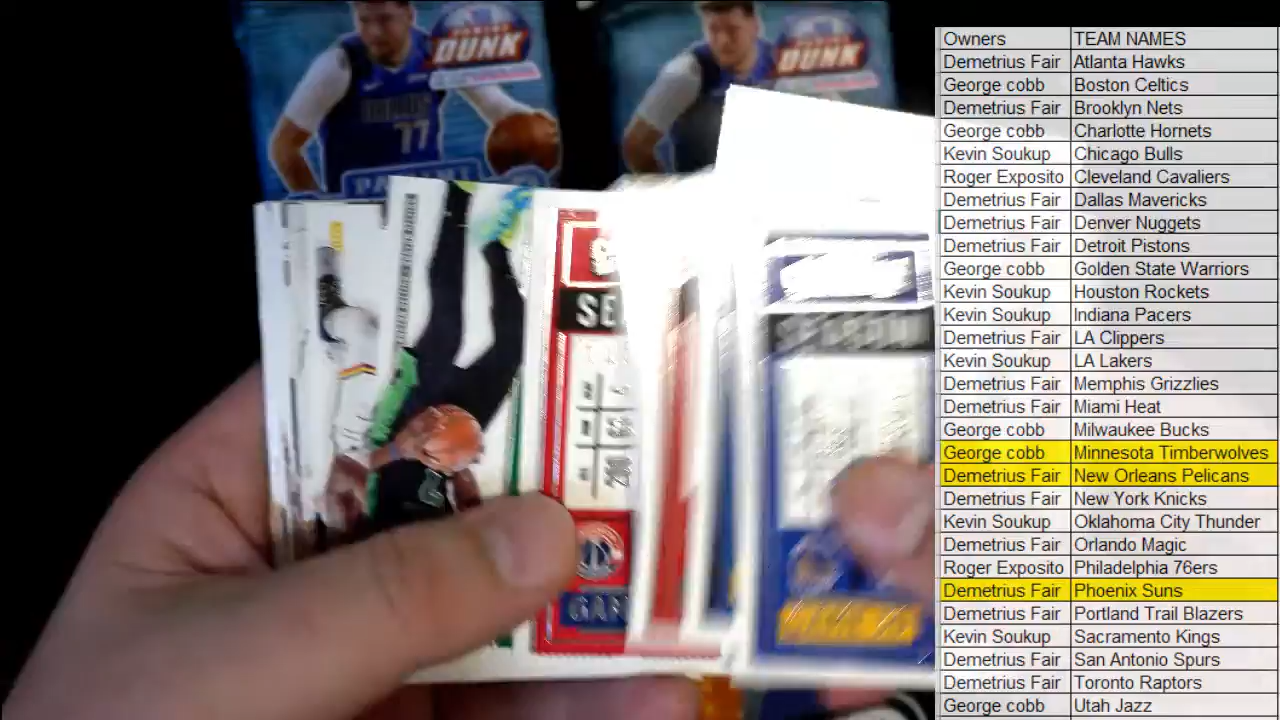 DUNK
77
PANINI
DUNK
SE
GAR
SEASON
Owners TEAM NAMES
Demetrius Fair Atlanta Hawks
George cobb Boston Celtics
Demetrius Fair Brooklyn Nets
George cobb Charlotte Hornets
Kevin Soukup Chicago Bulls
Roger Exposito Cleveland Cavaliers
Demetrius Fair Dallas Mavericks
Demetrius Fair Denver Nuggets
Demetrius Fair Detroit Pistons
George cobb Golden State Warriors
Kevin Soukup Houston Rockets
Kevin Soukup Indiana Pacers
Demetrius Fair LA Clippers
Kevin Soukup LA Lakers
Demetrius Fair Memphis Grizzlies
Demetrius Fair Miami Heat
George cobb Milwaukee Bucks
George cobb Minnesota Timberwolves
Demetrius Fair New Orleans Pelicans
Demetrius Fair New York Knicks
Kevin Soukup Oklahoma City Thunder
Demetrius Fair Orlando Magic
Roger Exposito Philadelphia 76ers
Demetrius Fair Phoenix Suns
Demetrius Fair Portland Trail Blazers
Kevin Soukup Sacramento Kings
Demetrius Fair San Antonio Spurs
Demetrius Fair Toronto Raptors
George cobb Utah Jazz